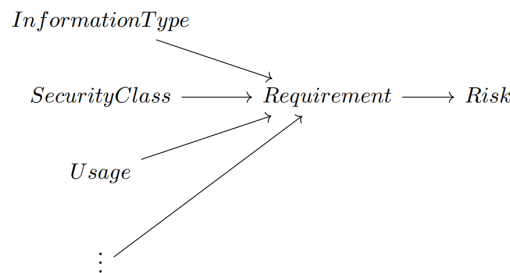 InformationType
SecurityClass Requirement Risk
Usage
⋮